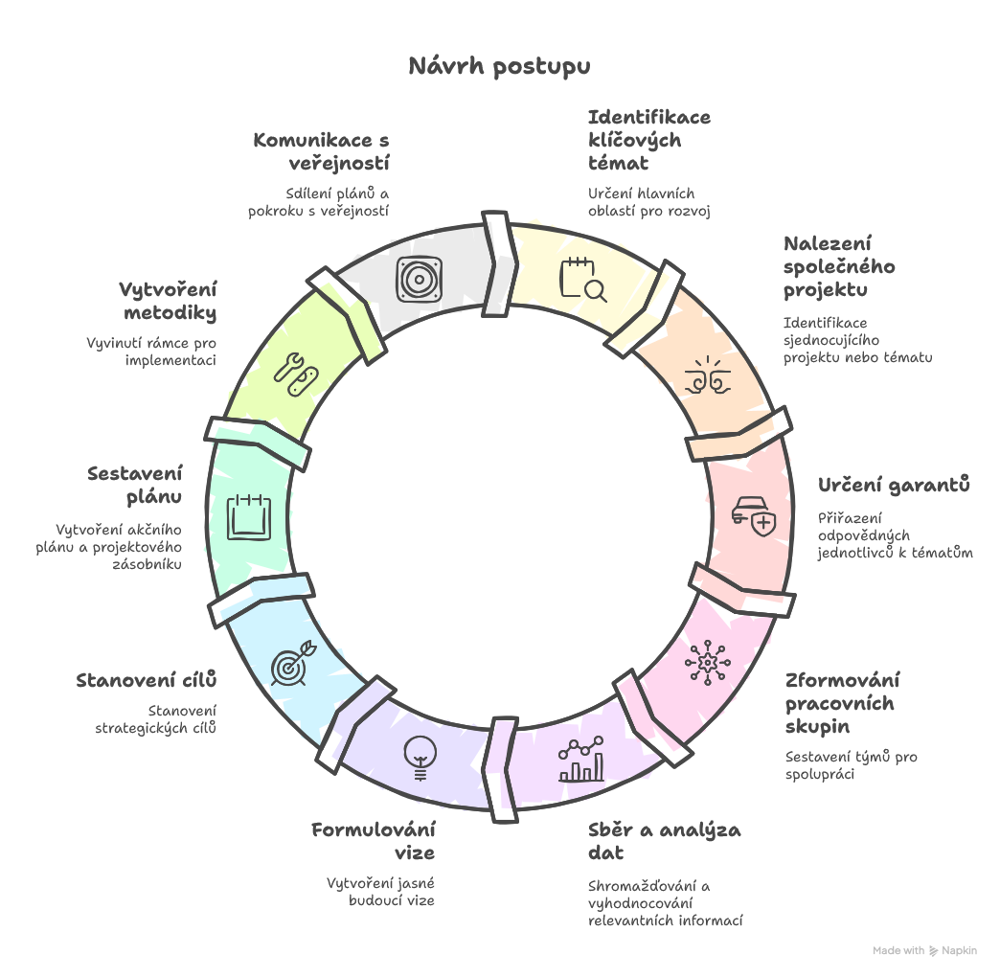 Návrh postupu
Identifikace
klíčových
témat
Určení hlavních
oblastí pro rozvoj
Nalezení
společného
projektu
Identifikace
sjednocujícího
projektu nebo tématu
Určení garantů
Přiřazení
odpovědných
jednotlivců k tématům
Zformování
pracovních
skupin
Sestavení týmů pro
spolupráci
Sběr a analýza
dat
Shromažďování a
vyhodnocování
relevantních informací
Formulování
vize
Vytvoření jasné
budoucí vize
Stanovení cílů
Stanovení
strategických cílů
Sestavení
plánu
Vytvoření akčního
plánu a projektového
zásobníku
Vytvoření
metodiky
Vyvinutí rámce pro
implementaci
Komunikace s
veřejností
Sdílení plánů a
pokroku s veřejností
Made with Napkin